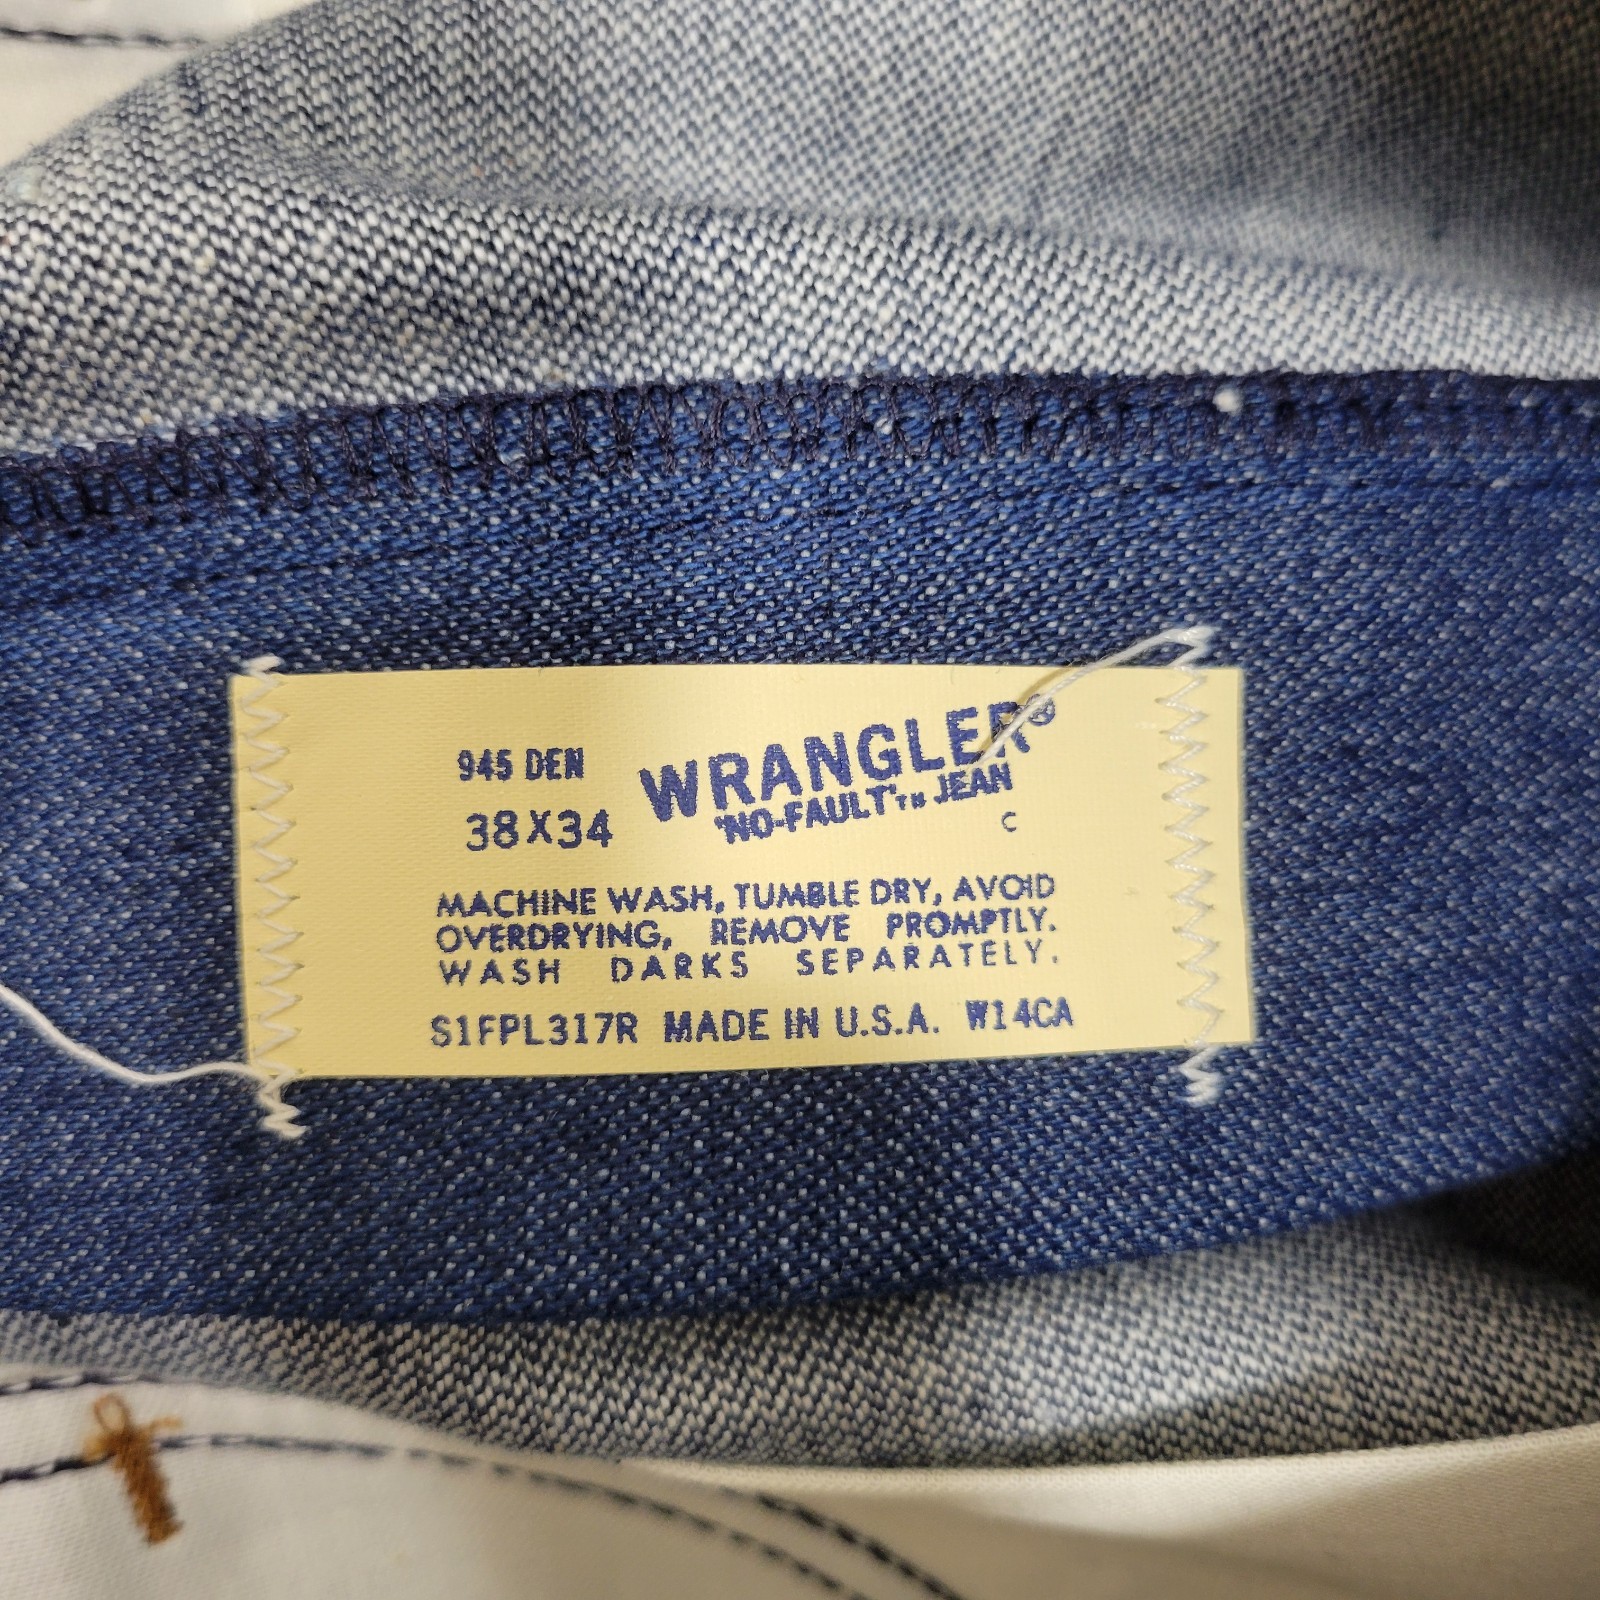 945 DEN
38X34
WRANGLER®
"NO-FAULT"™ JEAN
C
MACHINE WASH, TUMBLE DRY, AVOID
OVERDRYING, REMOVE PROMPTLY.
WASH DARKS SEPARATELY.
S1FPL317R MADE IN U.S.A. W14CA